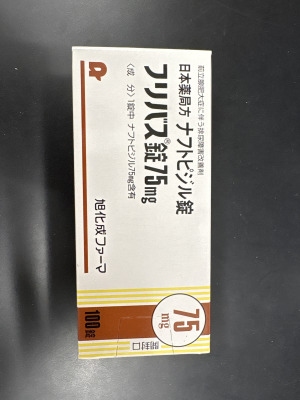 前立腺肥大症に伴う排尿障害改善剤
日本薬局方 ナフトピジル錠
フリバス®錠75mg
〈成 分〉1錠中 ナフトピジル75mg含有
旭化成ファーマ
75
mg
開封口
100錠